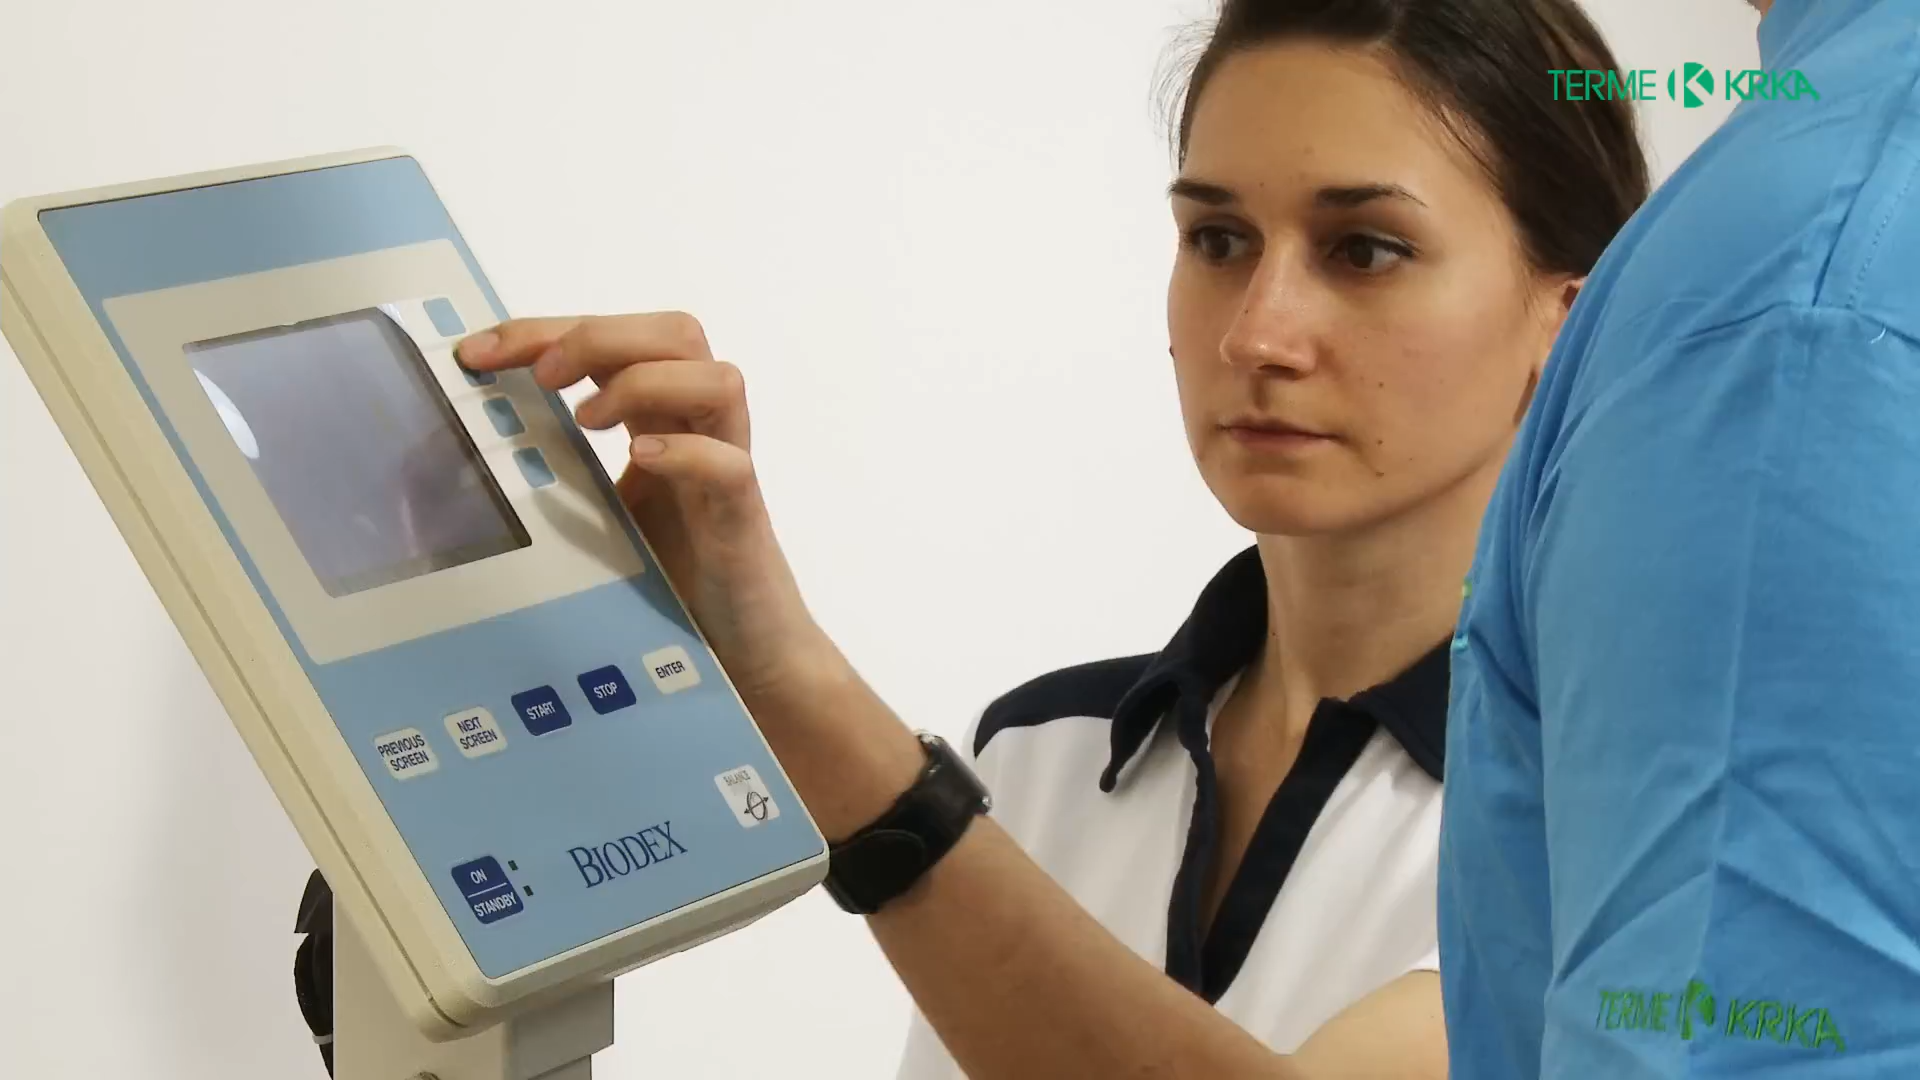 TERME KRKA
PREVIOUS
SCREEN
NEXT
SCREEN
START
STOP
ENTER
BALANCE
BIODEX
ON
STANDBY
TERME KRKA